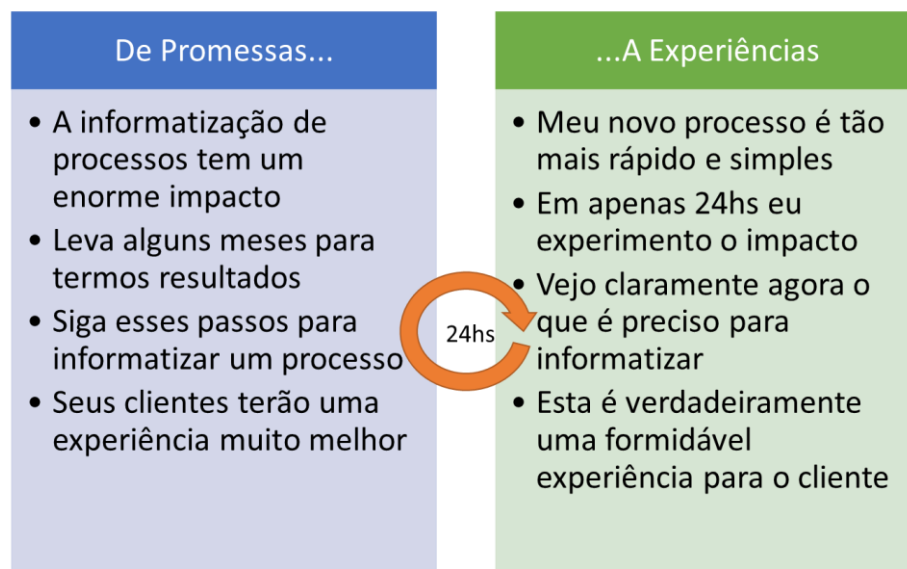 De Promessas...
• A informatização de
processos tem um
enorme impacto
• Leva alguns meses para
termos resultados
• Siga esses passos para
informatizar um processo
• Seus clientes terão uma
experiência muito melhor
24hs
...A Experiências
• Meu novo processo é tão
mais rápido e simples
• Em apenas 24hs eu
experimento o impacto
• Vejo claramente agora o
que é preciso para
informatizar
• Esta é verdadeiramente
uma formidável
experiência para o cliente